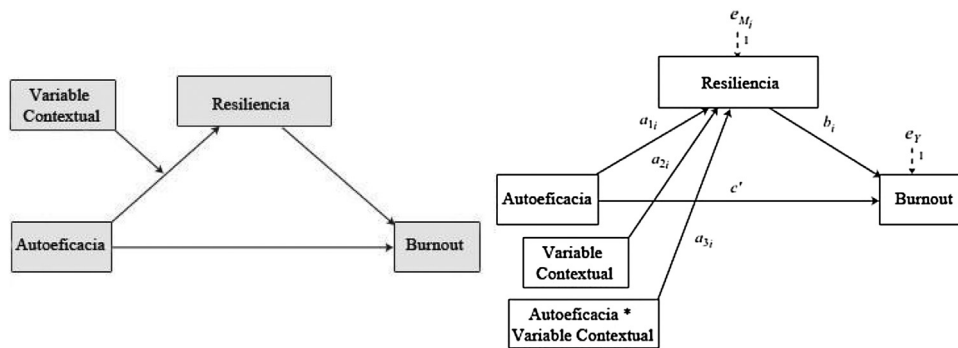 Variable
Contextual
Resiliencia
Autoeficacia
Burnout
e_{M_i}
1
Resiliencia
a_{1i}
a_{2i}
b_i
e_Y
1
Autoeficacia
c'
Burnout
Variable
Contextual
a_{3i}
Autoeficacia *
Variable Contextual